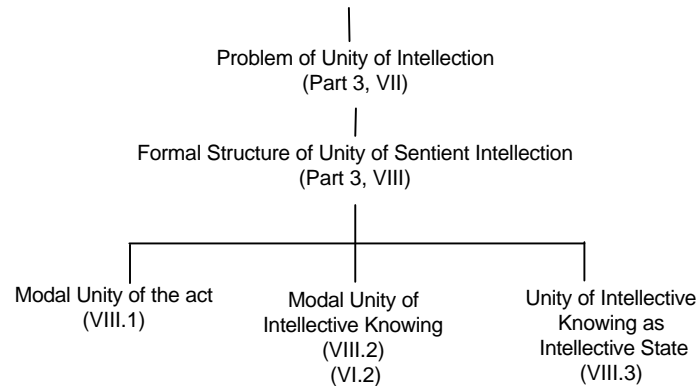 Problem of Unity of Intellection
(Part 3, VII)
Formal Structure of Unity of Sentient Intellection
(Part 3, VIII)
Modal Unity of the act
(VIII.1)
Modal Unity of
Intellective Knowing
(VIII.2)
(VI.2)
Unity of Intellective
Knowing as
Intellective State
(VIII.3)